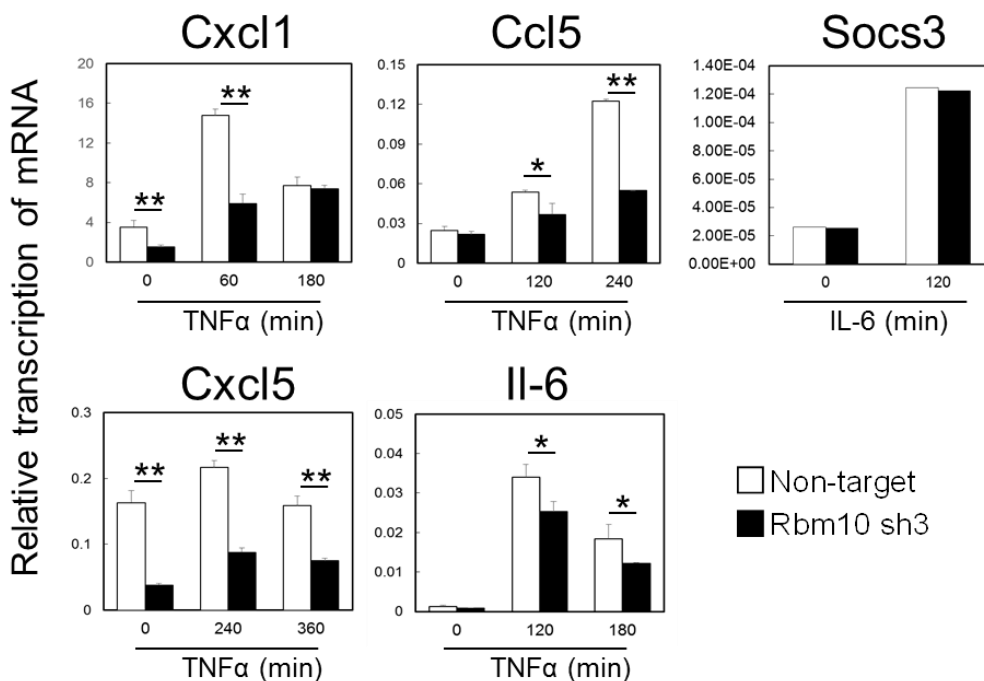 Relative transcription of mRNA
Cxcl1
20
16
12
8
4
0
**
**
0 60 180
TNFα (min)
Ccl5
0.15
0.12
0.09
0.06
0.03
0
*
**
0 120 240
TNFα (min)
Socs3
1.40E-04
1.20E-04
1.00E-04
8.00E-05
6.00E-05
4.00E-05
2.00E-05
0.00E+00
0 120
IL-6 (min)
Cxcl5
0.3
0.2
0.1
0
**
**
**
0 240 360
TNFα (min)
Il-6
0.05
0.04
0.03
0.02
0.01
0
*
*
0 120 180
TNFα (min)
Non-target
Rbm10 sh3